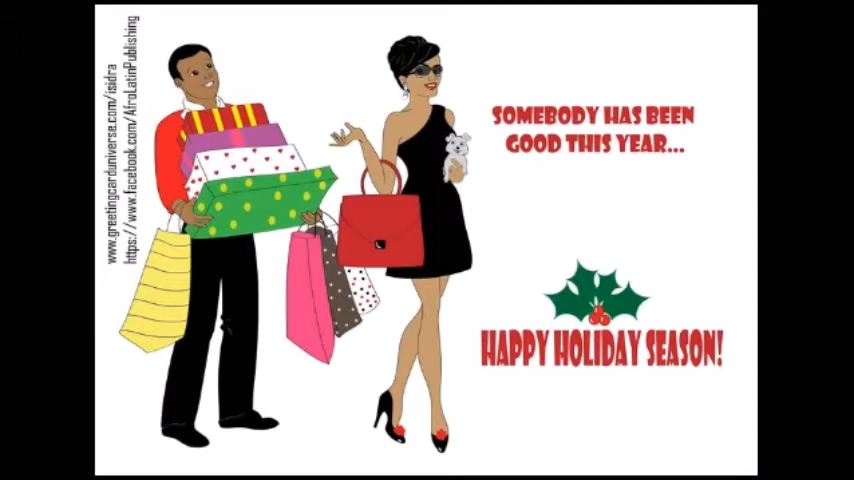 www.greetingcarduniverse.com/isidra
https://www.facebook.com/AfroLatinPublishing
SOMEBODY HAS BEEN
GOOD THIS YEAR...
HAPPY HOLIDAY SEASON!